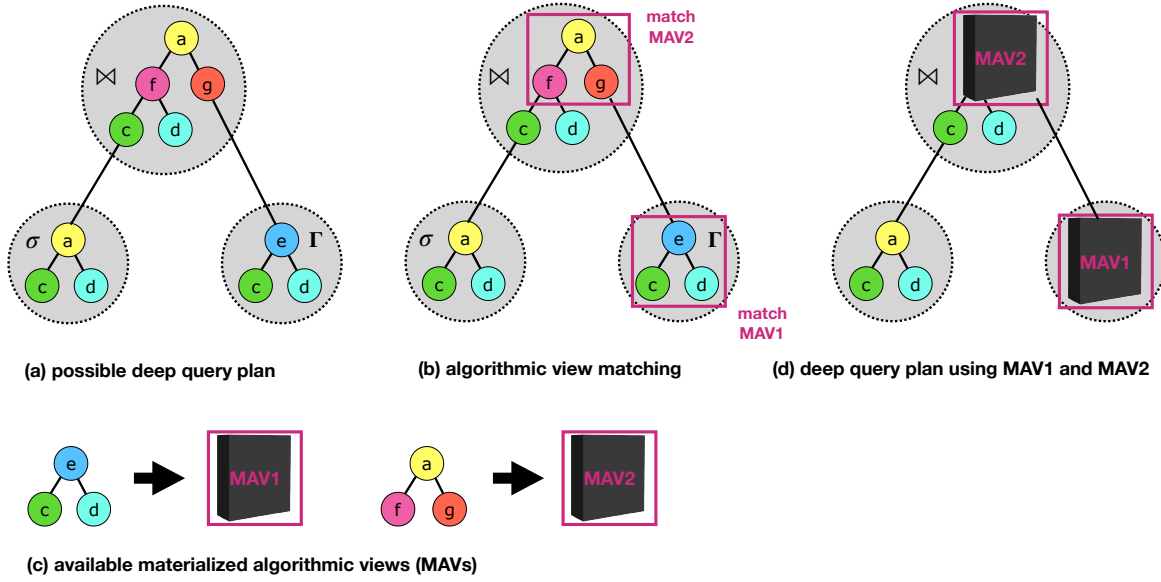 a
⋈ f g
c d
σ a
c d
e Γ
c d
(a) possible deep query plan
match
MAV2
a
⋈ f g
c d
σ a
c d
e Γ
c d
match
MAV1
(b) algorithmic view matching
MAV2
⋈
c d
a
c d
MAV1
(d) deep query plan using MAV1 and MAV2
e
c d
MAV1
a
f g
MAV2
(c) available materialized algorithmic views (MAVs)